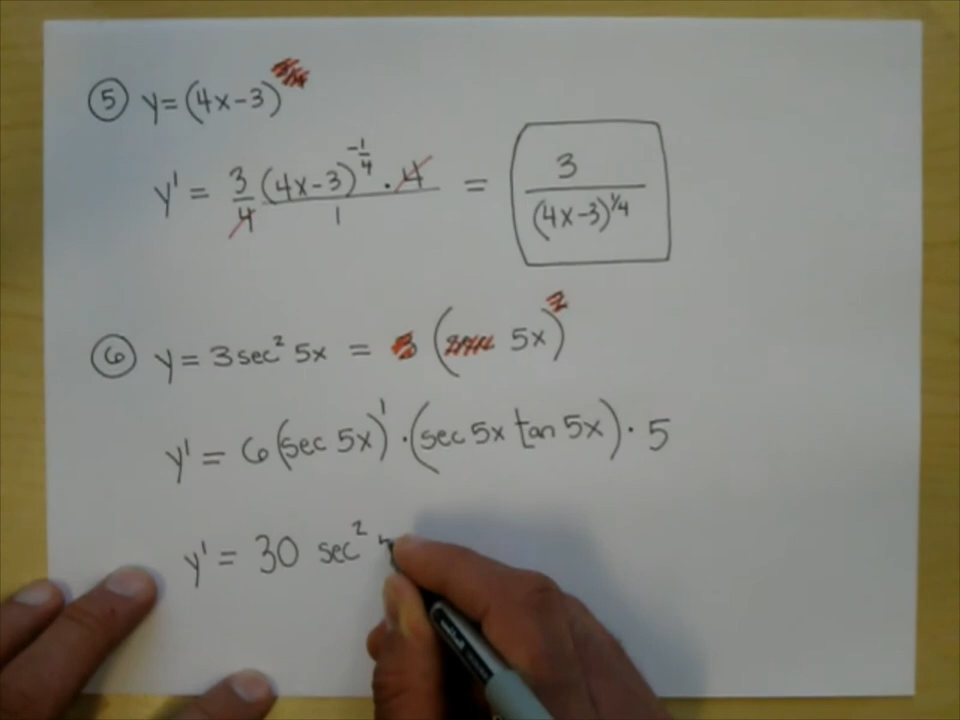 ⑤ y = (4x-3)^3/4
y' = 3/4 (4x-3)^-1/4 · 4 / 1 = 3 / (4x-3)^1/4
⑥ y = 3 sec² 5x = 3 (sec 5x)²
y' = 6 (sec 5x)¹ · (sec 5x tan 5x) · 5
y' = 30 sec²